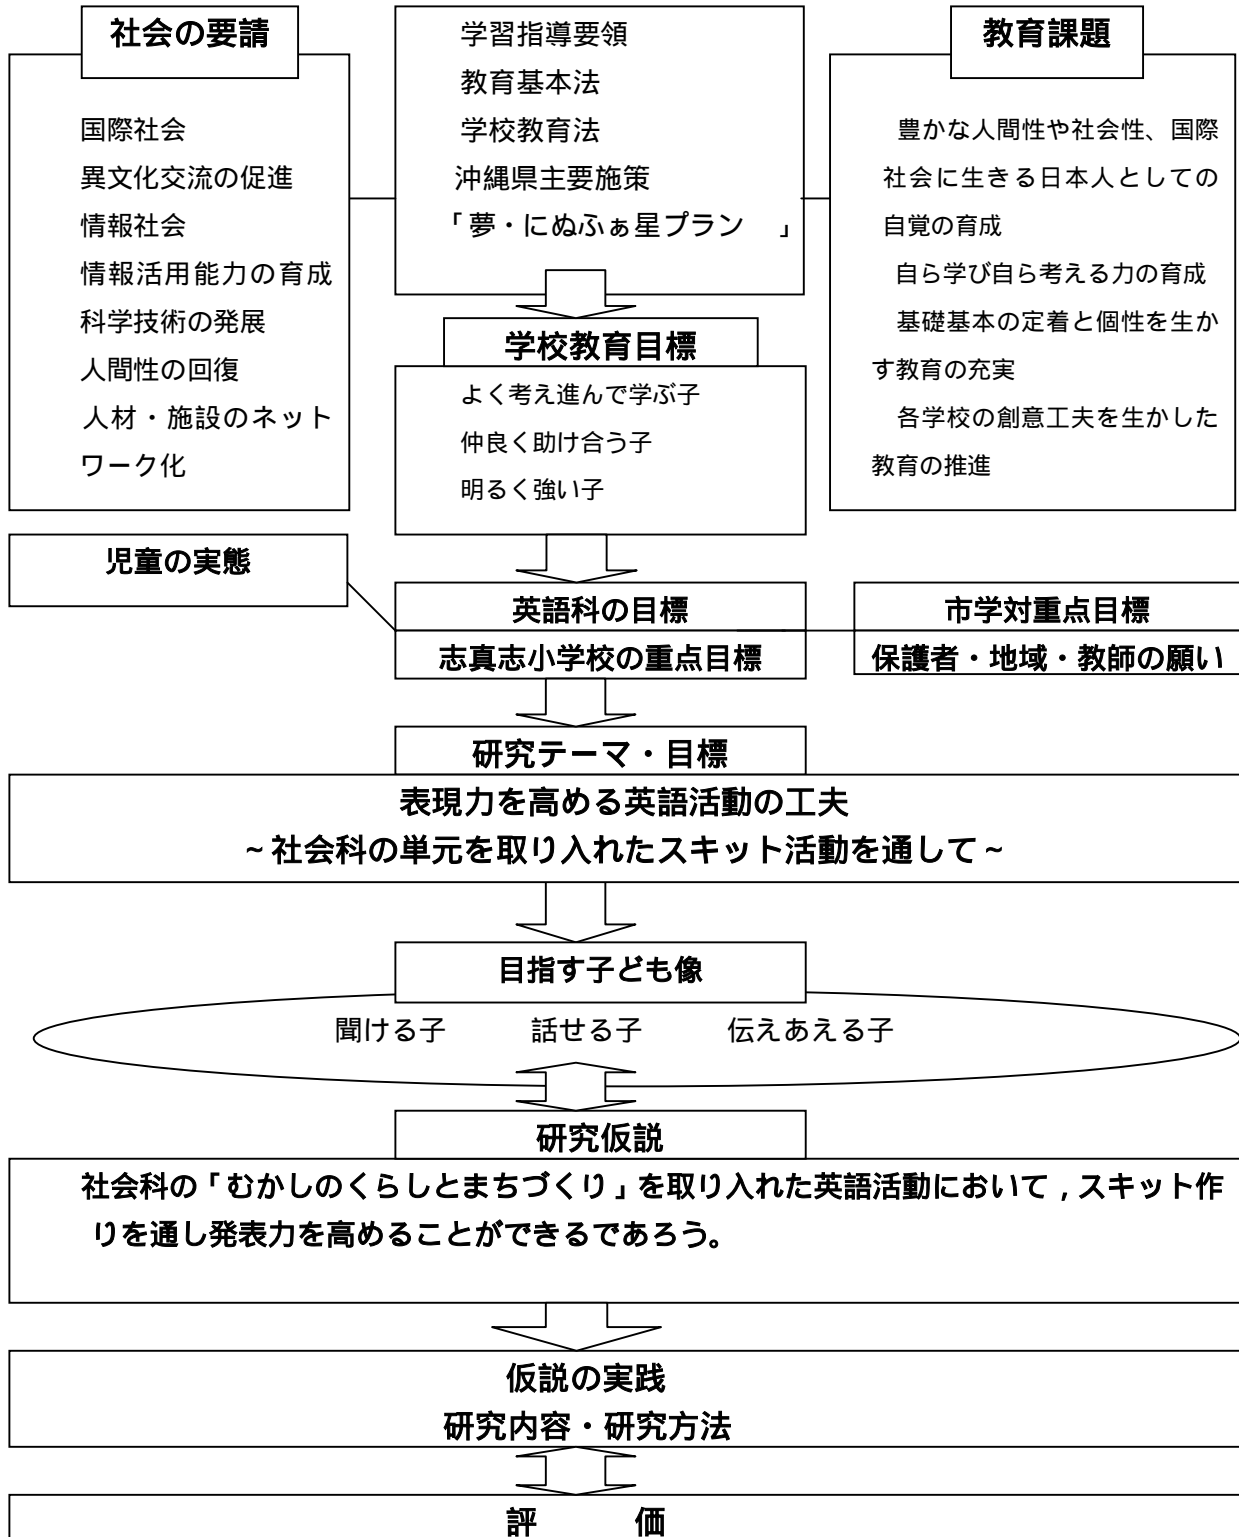 社会の要請
国際社会
異文化交流の促進
情報社会
情報活用能力の育成
科学技術の発展
人間性の回復
人材・施設のネット
ワーク化
学習指導要領
教育基本法
学校教育法
沖縄県主要施策
「夢・にぬふぁ星プラン　」
教育課題
豊かな人間性や社会性、国際
社会に生きる日本人としての
自覚の育成
自ら学び自ら考える力の育成
基礎基本の定着と個性を生か
す教育の充実
各学校の創意工夫を生かした
教育の推進
学校教育目標
よく考え進んで学ぶ子
仲良く助け合う子
明るく強い子
児童の実態
英語科の目標
志真志小学校の重点目標
市学対重点目標
保護者・地域・教師の願い
研究テーマ・目標
表現力を高める英語活動の工夫
~社会科の単元を取り入れたスキット活動を通して~
目指す子ども像
聞ける子　話せる子　伝えあえる子
研究仮説
社会科の「むかしのくらしとまちづくり」を取り入れた英語活動において,スキット作
りを通し発表力を高めることができるであろう。
仮説の実践
研究内容・研究方法
評　価